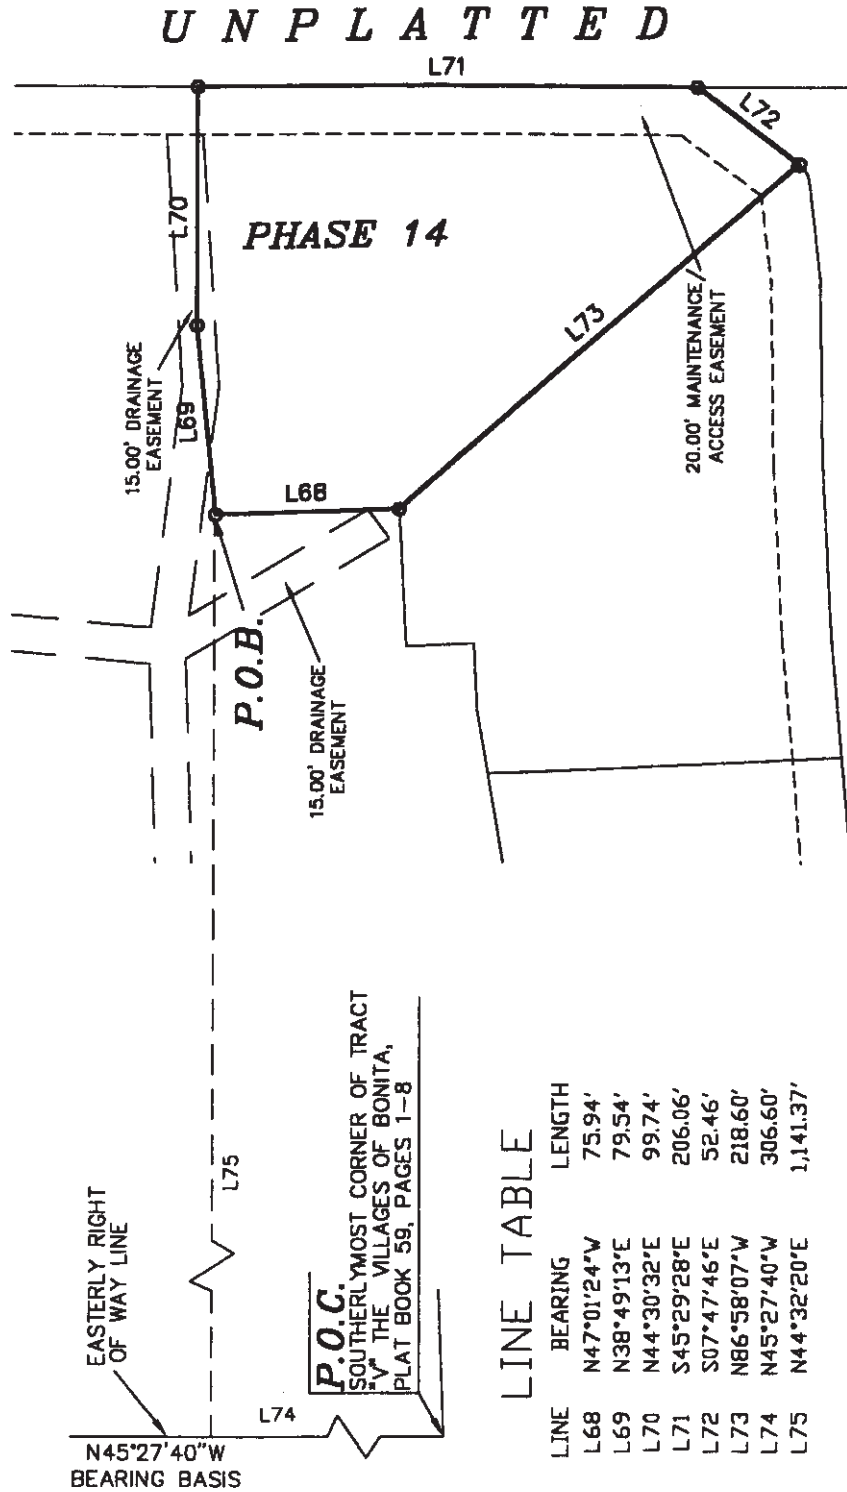 UNPLATTED
L71
L72
L70
PHASE 14
L73
20.00' MAINTENANCE/
ACCESS EASEMENT
15.00' DRAINAGE
EASEMENT
L69
L68
P.O.B.
15.00' DRAINAGE
EASEMENT
L75
EASTERLY RIGHT
OF WAY LINE
P.O.C.
SOUTHERLYMOST CORNER OF TRACT
"V" THE VILLAGES OF BONITA,
PLAT BOOK 59, PAGES 1-8
L74
N45°27'40"W
BEARING BASIS
LINE TABLE
LINE BEARING LENGTH
L68 N47°01'24"W 75.94'
L69 N38°49'13"E 79.54'
L70 N44°30'32"E 99.74'
L71 S45°29'28"E 206.06'
L72 S07°47'46"E 52.46'
L73 N86°58'07"W 218.60'
L74 N45°27'40"W 306.60'
L75 N44°32'20"E 1,141.37'